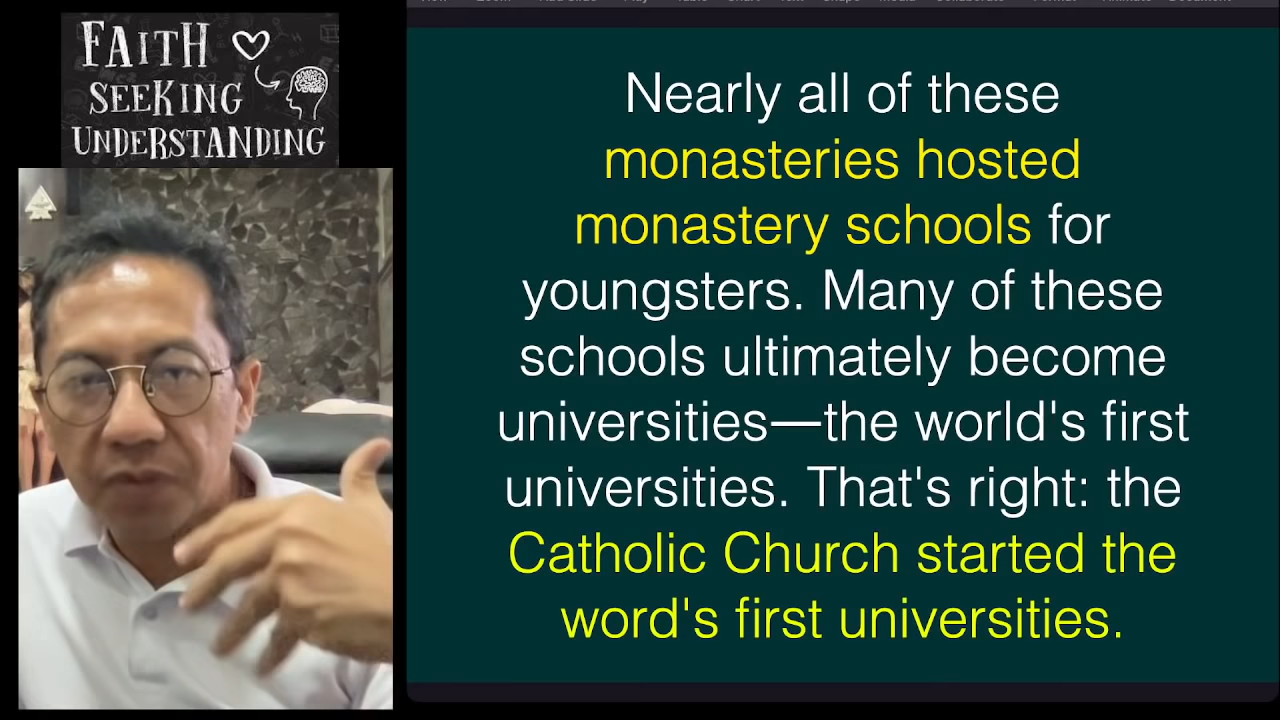 FAITH
SEEKING
UNDERSTANDING
Nearly all of these
monasteries hosted
monastery schools for
youngsters. Many of these
schools ultimately become
universities—the world's first
universities. That's right: the
Catholic Church started the
word's first universities.